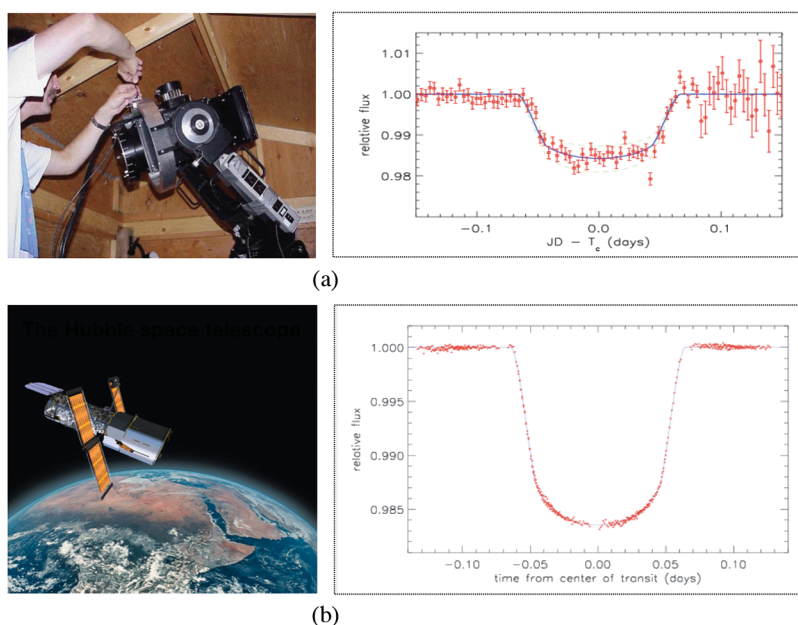 1.01
1.00
0.99
0.98
relative flux
−0.1
0.0
0.1
JD − Tc (days)
(a)
The Hubble space telescope
1.000
0.995
0.990
0.985
relative flux
−0.10
−0.05
0.00
0.05
0.10
time from center of transit (days)
(b)